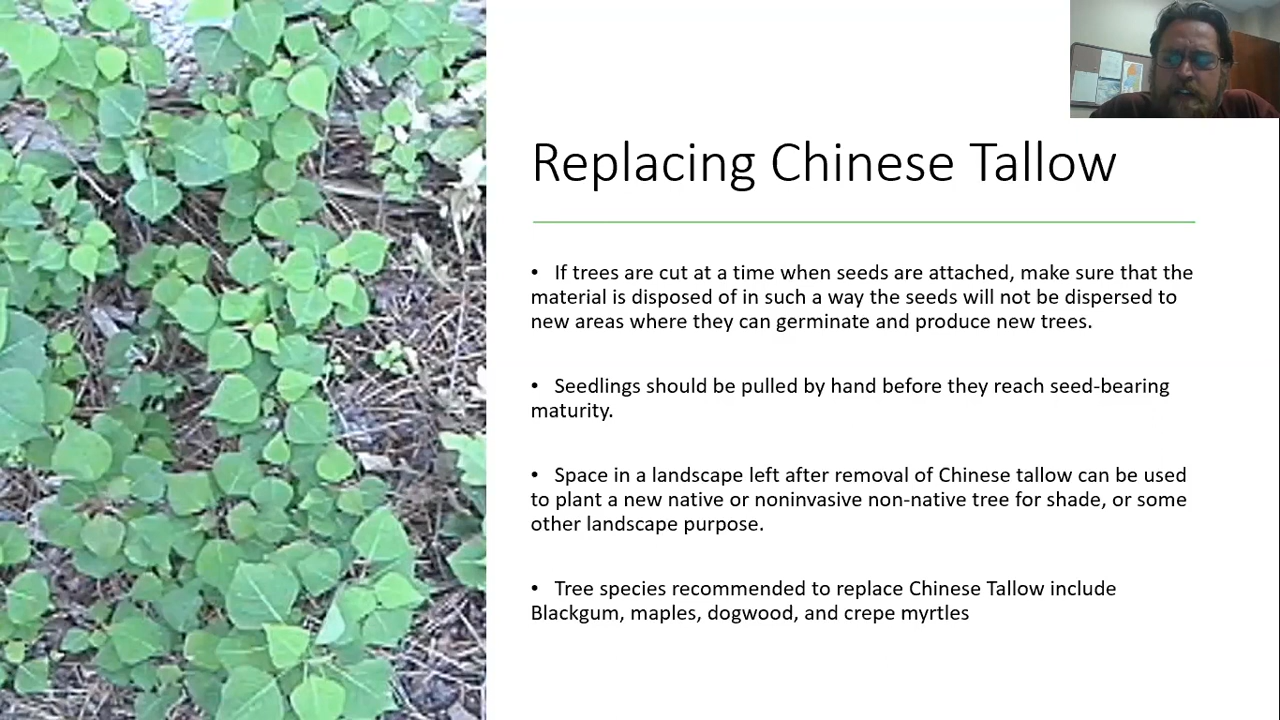 Replacing Chinese Tallow
• If trees are cut at a time when seeds are attached, make sure that the
material is disposed of in such a way the seeds will not be dispersed to
new areas where they can germinate and produce new trees.
• Seedlings should be pulled by hand before they reach seed-bearing
maturity.
• Space in a landscape left after removal of Chinese tallow can be used
to plant a new native or noninvasive non-native tree for shade, or some
other landscape purpose.
• Tree species recommended to replace Chinese Tallow include
Blackgum, maples, dogwood, and crepe myrtles